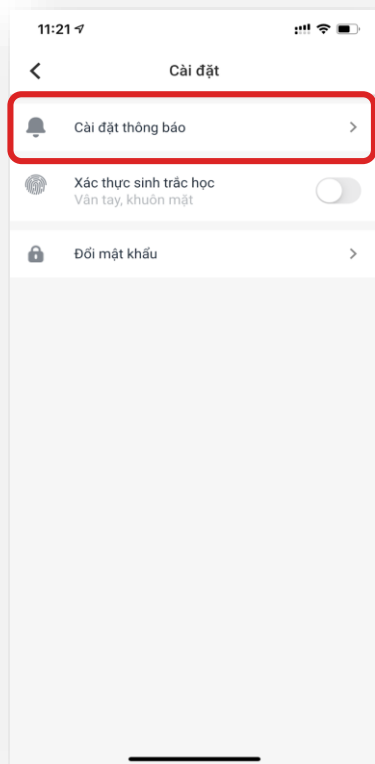 11:21
Cài đặt
Cài đặt thông báo
Xác thực sinh trắc học
Vân tay, khuôn mặt
Đổi mật khẩu